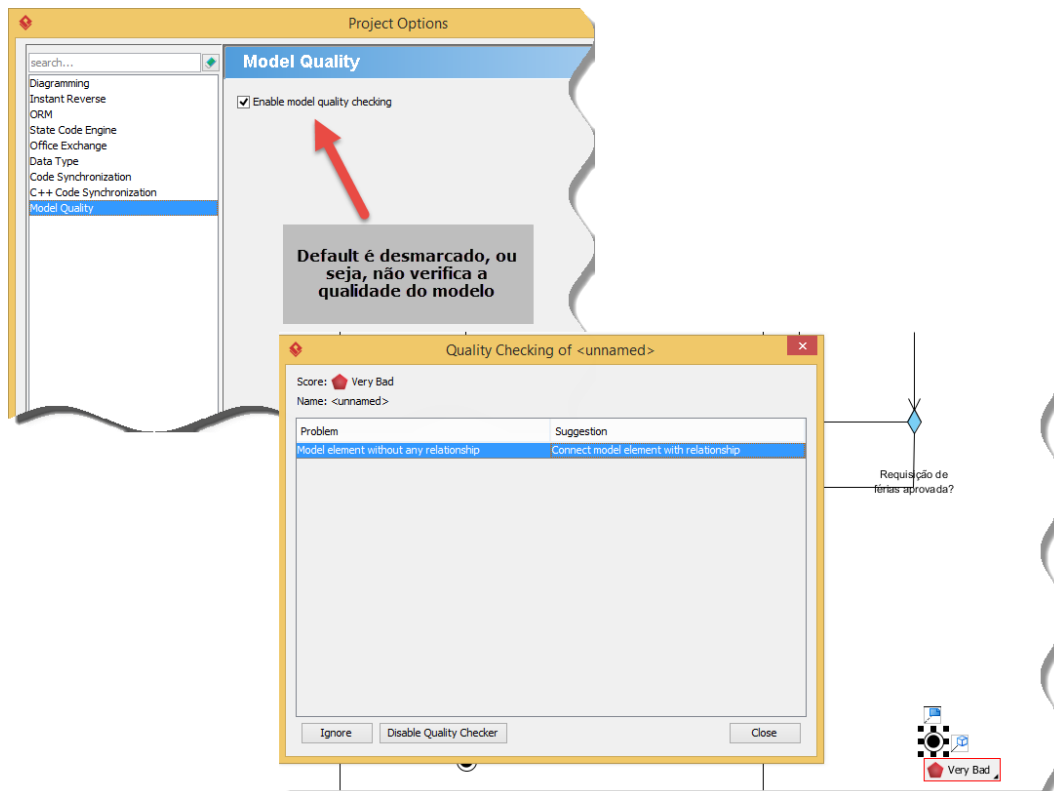 Project Options
search...
Model Quality
Diagramming
Instant Reverse
ORM
State Code Engine
Office Exchange
Data Type
Code Synchronization
C++ Code Synchronization
Model Quality
Enable model quality checking
Default é desmarcado, ou
seja, não verifica a
qualidade do modelo
Quality Checking of <unnamed>
Score: Very Bad
Name: <unnamed>
Problem Suggestion
Model element without any relationship Connect model element with relationship
Ignore Disable Quality Checker Close
Requisição de
férias aprovada?
Very Bad